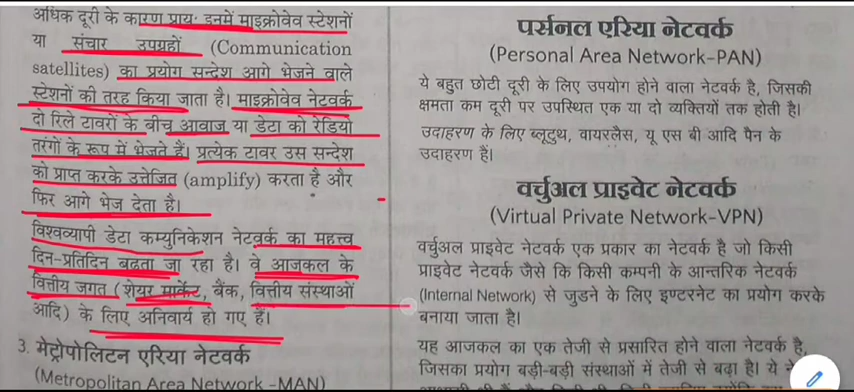 अधिक दूरी के कारण प्रायः इनमें माइक्रोवेव स्टेशनों
या संचार उपग्रहों (Communication
satellites) का प्रयोग सन्देश आगे भेजने वाले
स्टेशनों की तरह किया जाता है। माइक्रोवेव नेटवर्क
दो रिले टावरों के बीच आवाज या डेटा को रेडियो
तरंगों के रूप में भेजते हैं। प्रत्येक टावर उस सन्देश
को प्राप्त करके उत्तेजित (amplify) करता है और
फिर आगे भेज देता है।
विश्वव्यापी डेटा कम्युनिकेशन नेटवर्क का महत्त्व
दिन-प्रतिदिन बढता जा रहा है। वे आजकल के
वित्तीय जगत (शेयर मार्केट, बैंक, वित्तीय संस्थाओं
आदि) के लिए अनिवार्य हो गए हैं।
3. मेट्रोपोलिटन एरिया नेटवर्क
(Metropolitan Area Network -MAN)
पर्सनल एरिया नेटवर्क
(Personal Area Network-PAN)
ये बहुत छोटी दूरी के लिए उपयोग होने वाला नेटवर्क है, जिसकी
क्षमता कम दूरी पर उपस्थित एक या दो व्यक्तियों तक होती है।
उदाहरण के लिए ब्लूटुथ, वायरलैस, यू एस बी आदि पैन के
उदाहरण हैं।
वर्चुअल प्राइवेट नेटवर्क
(Virtual Private Network-VPN)
वर्चुअल प्राइवेट नेटवर्क एक प्रकार का नेटवर्क है जो किसी
प्राइवेट नेटवर्क जैसे कि किसी कम्पनी के आन्तरिक नेटवर्क
(Internal Network) से जुडने के लिए इण्टरनेट का प्रयोग करके
बनाया जाता है।
यह आजकल का एक तेजी से प्रसारित होने वाला नेटवर्क है,
जिसका प्रयोग बड़ी-बड़ी संस्थाओं में तेजी से बढ़ा है। ये